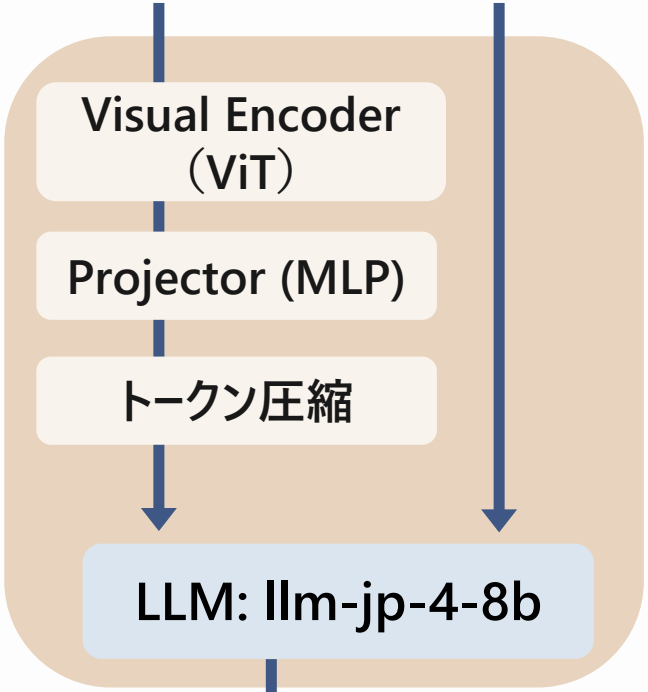 Visual Encoder
（ViT）
Projector (MLP)
トークン圧縮
LLM: llm-jp-4-8b